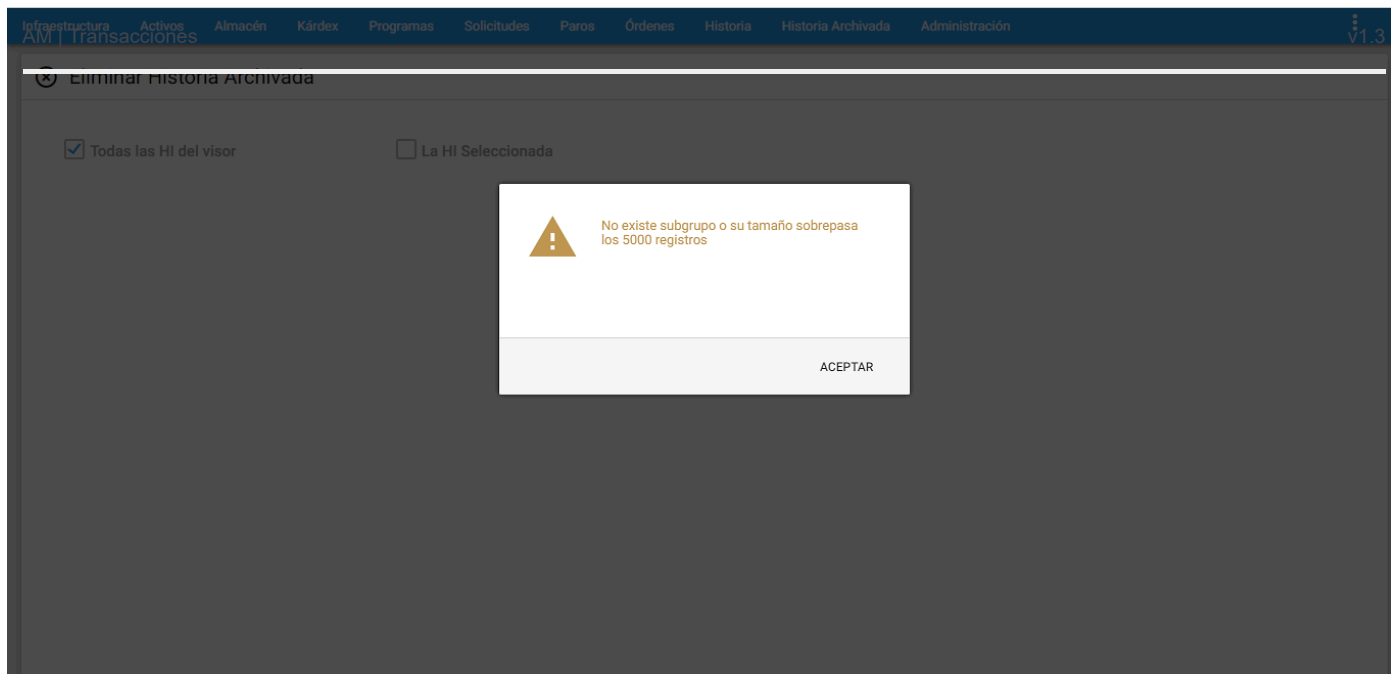 Infraestructura Activos Almacén Kárdex Programas Solicitudes Paros Órdenes Historia Historia Archivada Administración
AM | Transacciones v1.3
Eliminar Historia Archivada
Todas las HI del visor La HI Seleccionada
No existe subgrupo o su tamaño sobrepasa
los 5000 registros
ACEPTAR